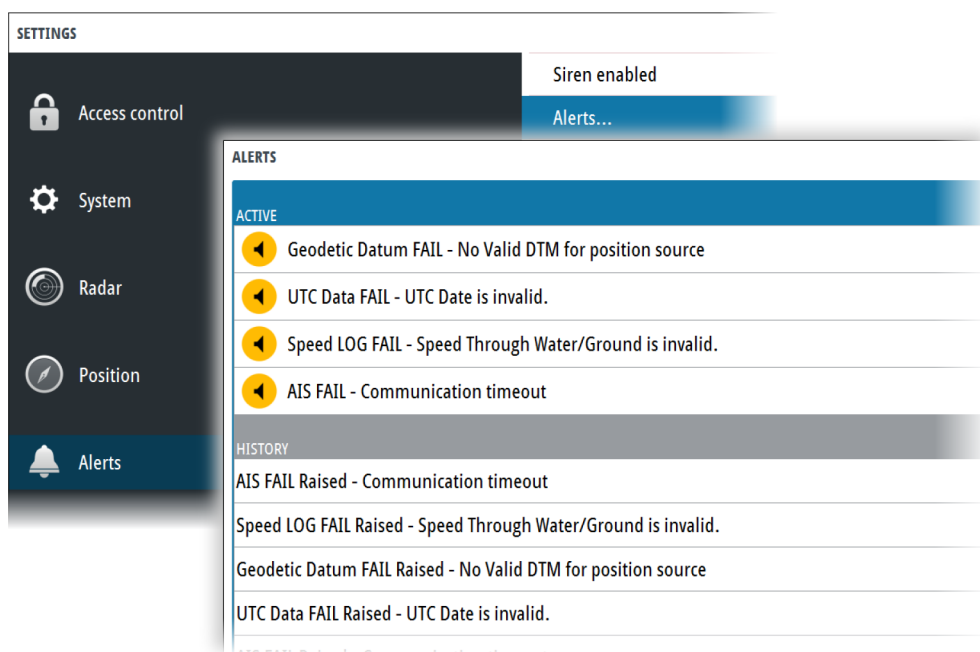 SETTINGS
Access control
System
Radar
Position
Alerts
Siren enabled
Alerts...
ALERTS
ACTIVE
Geodetic Datum FAIL - No Valid DTM for position source
UTC Data FAIL - UTC Date is invalid.
Speed LOG FAIL - Speed Through Water/Ground is invalid.
AIS FAIL - Communication timeout
HISTORY
AIS FAIL Raised - Communication timeout
Speed LOG FAIL Raised - Speed Through Water/Ground is invalid.
Geodetic Datum FAIL Raised - No Valid DTM for position source
UTC Data FAIL Raised - UTC Date is invalid.